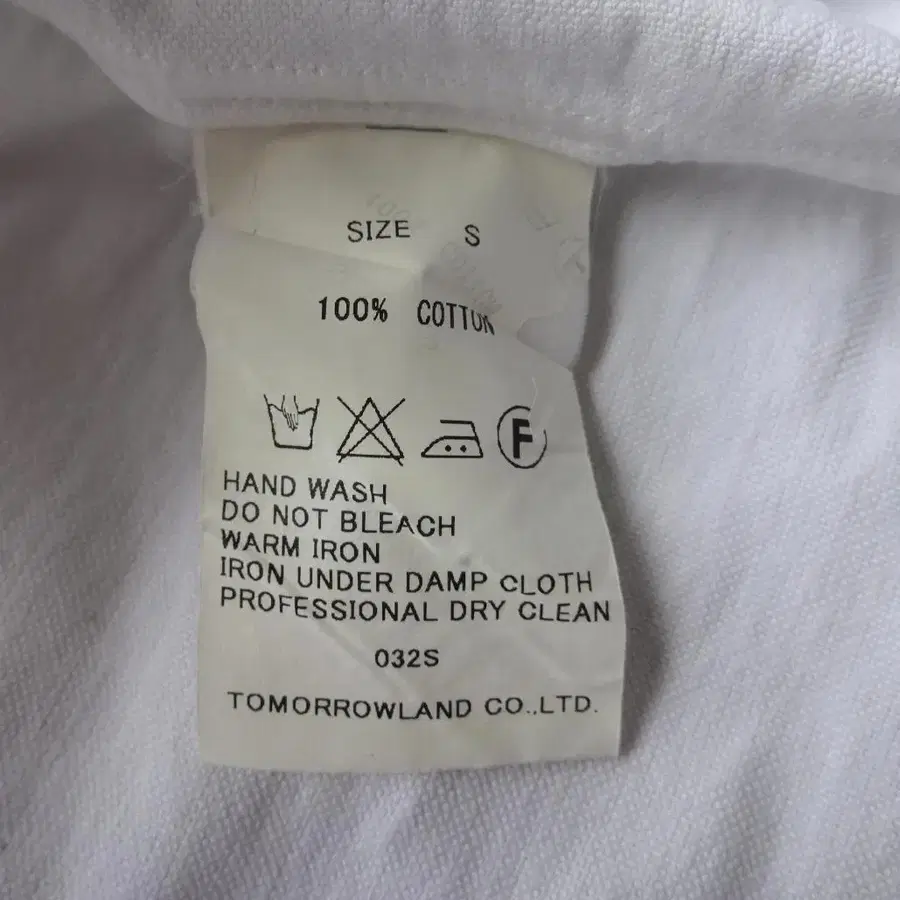 SIZE S
100% COTTON
F
HAND WASH
DO NOT BLEACH
WARM IRON
IRON UNDER DAMP CLOTH
PROFESSIONAL DRY CLEAN
032S
TOMORROWLAND CO.,LTD.